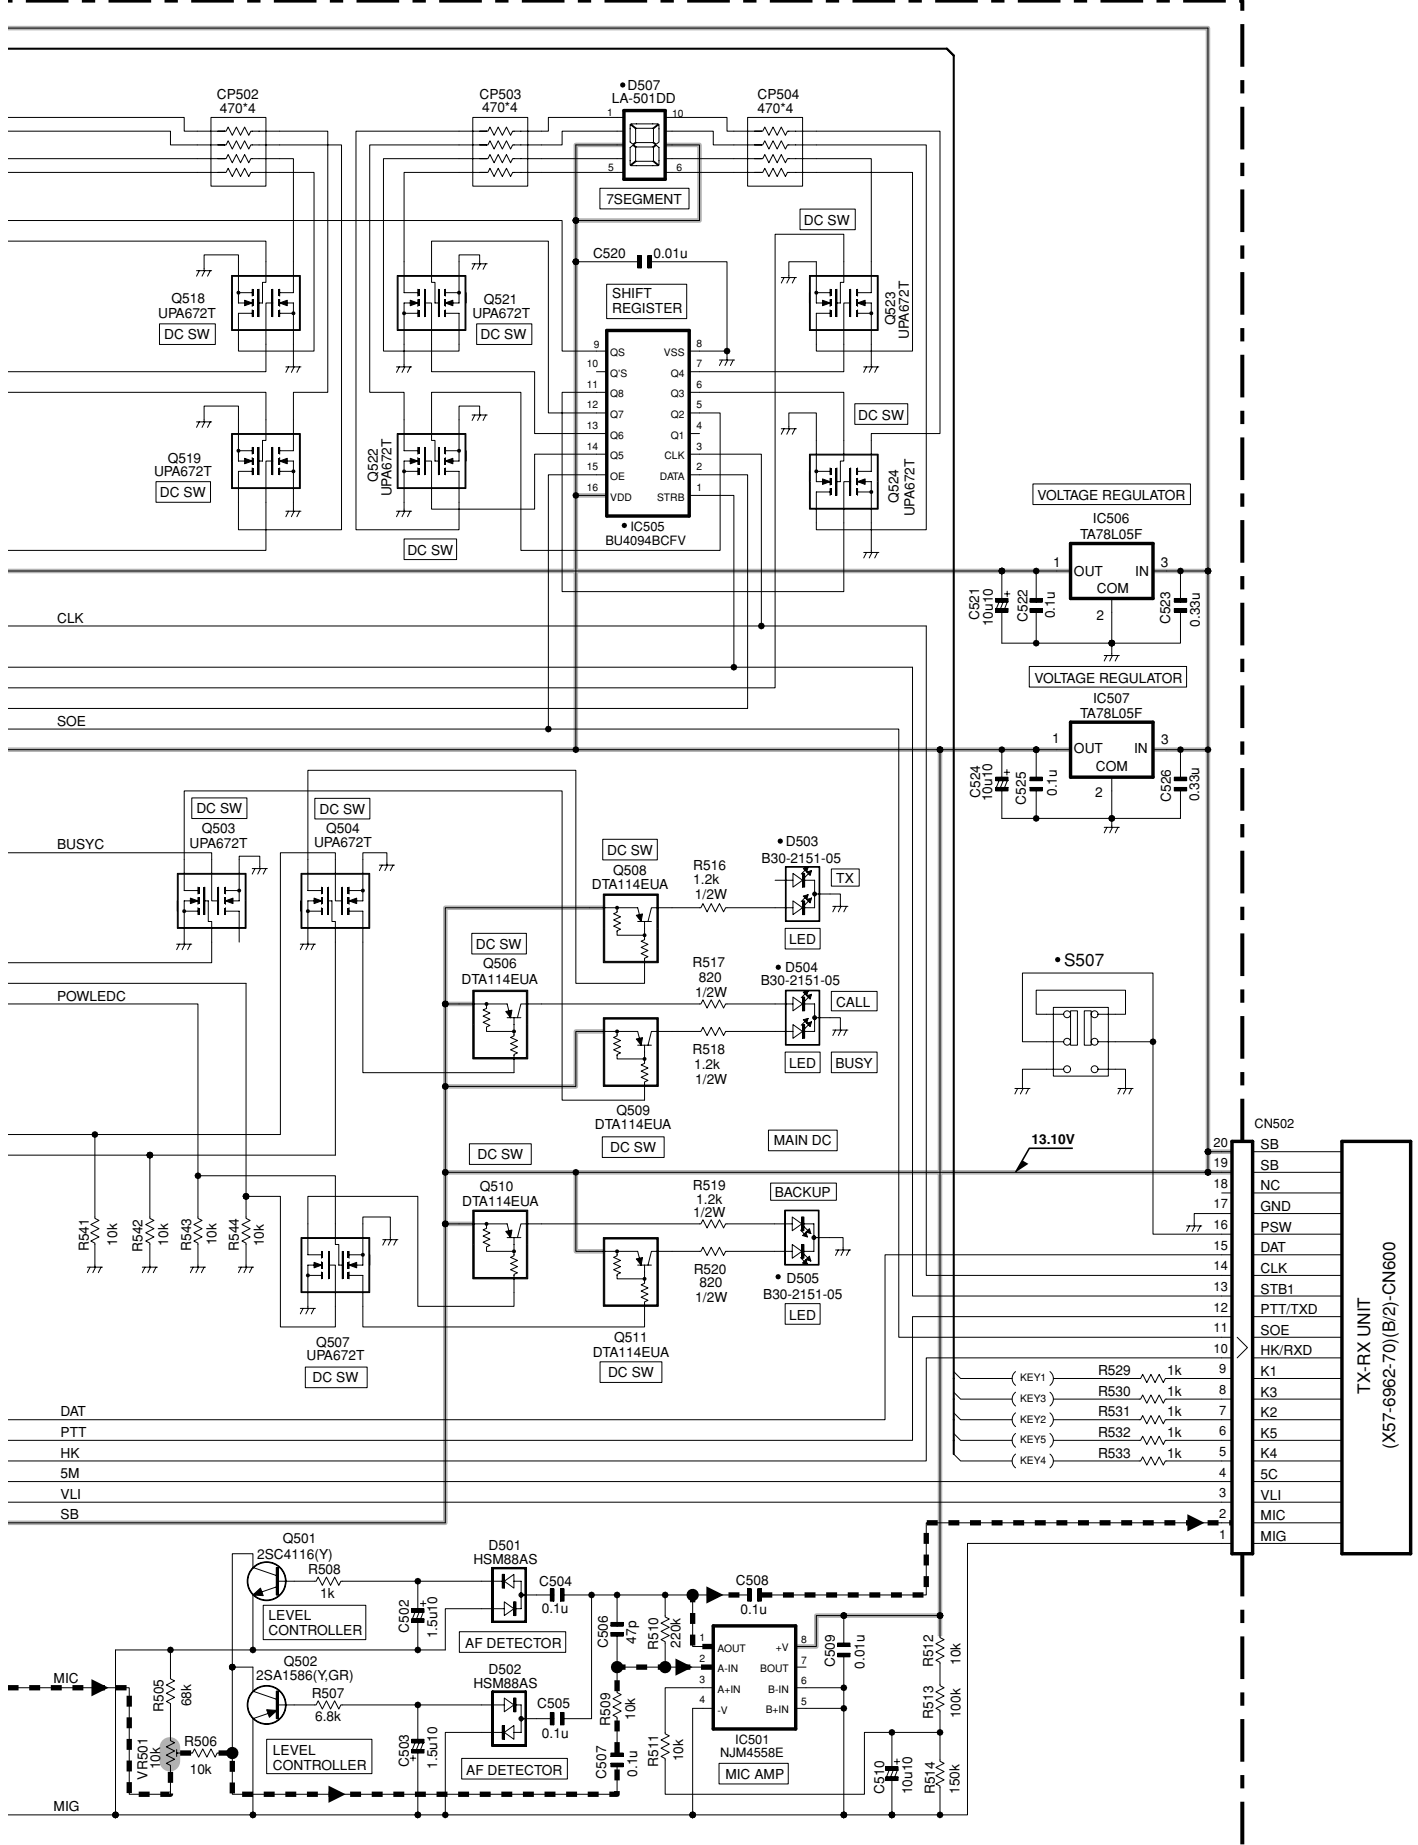 CP502
470*4
CP503
470*4
• D507
LA-501DD
CP504
470*4
1
10
5
6
7SEGMENT
DC SW
C520
0.01u
SHIFT
REGISTER
Q518
UPA672T
DC SW
Q521
UPA672T
DC SW
Q523
UPA672T
9
QS
VSS
8
10
Q'S
Q4
7
11
Q8
Q3
6
12
Q7
Q2
5
13
Q6
Q1
4
14
Q5
CLK
3
15
OE
DATA
2
16
VDD
STRB
1
• IC505
BU4094BCFV
DC SW
Q519
UPA672T
DC SW
Q522
UPA672T
DC SW
Q524
UPA672T
VOLTAGE REGULATOR
IC506
TA78L05F
1
OUT
IN
3
COM
2
C521
10u10
+
C522
0.1u
C523
0.33u
CLK
VOLTAGE REGULATOR
IC507
TA78L05F
SOE
1
OUT
IN
3
COM
2
C524
10u10
+
C525
0.1u
C526
0.33u
DC SW
Q503
UPA672T
DC SW
Q504
UPA672T
BUSYC
DC SW
Q508
DTA114EUA
R516
1.2k
1/2W
• D503
B30-2151-05
TX
LED
DC SW
Q506
DTA114EUA
R517
820
1/2W
• D504
B30-2151-05
CALL
POWLEDC
R518
1.2k
1/2W
LED
BUSY
• S507
Q509
DTA114EUA
DC SW
MAIN DC
13.10V
DC SW
Q510
DTA114EUA
R519
1.2k
1/2W
BACKUP
R541
10k
R542
10k
R543
10k
R544
10k
R520
820
1/2W
• D505
B30-2151-05
LED
Q507
UPA672T
DC SW
Q511
DTA114EUA
DC SW
CN502
20
SB
19
SB
18
NC
17
GND
16
PSW
15
DAT
14
CLK
13
STB1
12
PTT/TXD
11
SOE
10
HK/RXD
KEY1
R529
1k
9
K1
KEY3
R530
1k
8
K3
KEY2
R531
1k
7
K2
KEY5
R532
1k
6
K5
KEY4
R533
1k
5
K4
4
5C
3
VLI
2
MIC
1
MIG
TX-RX UNIT
(X57-6962-70)(B/2)-CN600
DAT
PTT
HK
5M
VLI
SB
Q501
2SC4116(Y)
R508
1k
LEVEL
CONTROLLER
C502
1.5u10
+
D501
HSM88AS
AF DETECTOR
C504
0.1u
C506
47p
R510
220k
C508
0.1u
1
AOUT
+V
8
2
A-IN
BOUT
7
3
A+IN
B-IN
6
4
-V
B+IN
5
C509
0.01u
R512
10k
Q502
2SA1586(Y,GR)
R507
6.8k
MIC
R505
68k
D502
HSM88AS
C505
0.1u
R509
10k
R513
100k
IC501
NJM4558E
MIC AMP
VR501
10k
R506
10k
LEVEL
CONTROLLER
C503
1.5u10
+
AF DETECTOR
C507
0.1u
R511
10k
C510
10u10
+
R514
150k
MIG